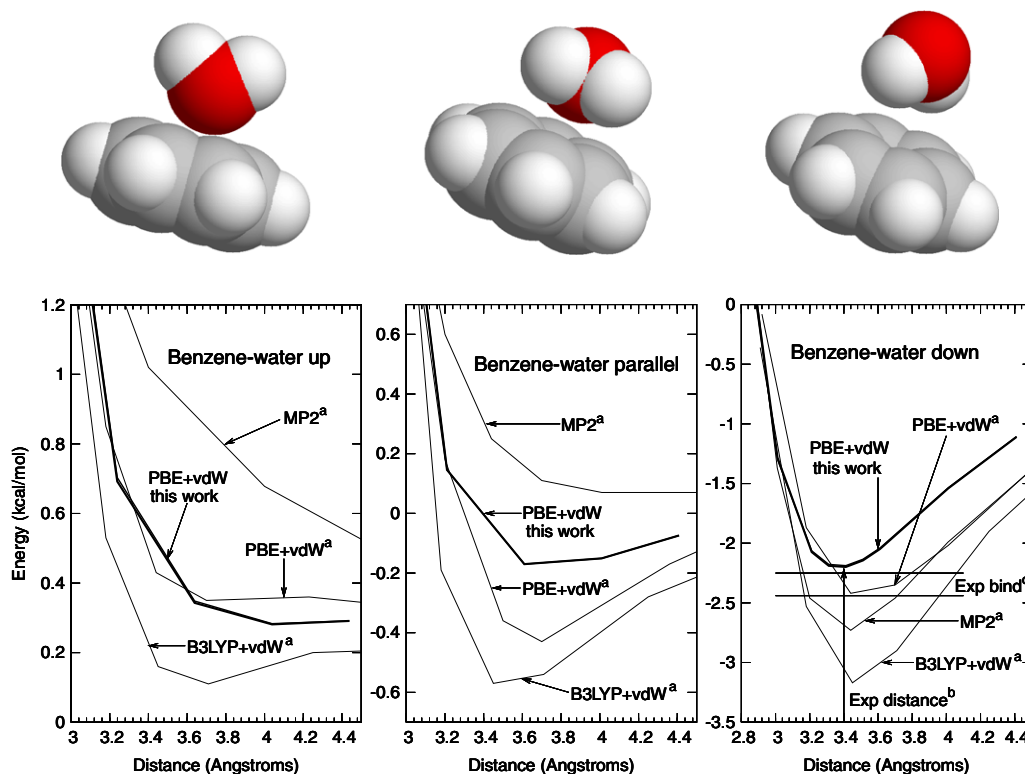 1.2
1
0.8
0.6
0.4
0.2
0
Energy (kcal/mol)
3 3.2 3.4 3.6 3.8 4 4.2 4.4
Distance (Angstroms)
Benzene-water up
MP2a
PBE+vdW
this work
PBE+vdWa
B3LYP+vdWa
0.6
0.4
0.2
0
-0.2
-0.4
-0.6
3 3.2 3.4 3.6 3.8 4 4.2 4.4
Distance (Angstroms)
Benzene-water parallel
MP2a
PBE+vdW
this work
PBE+vdWa
B3LYP+vdWa
0
-0.5
-1
-1.5
-2
-2.5
-3
-3.5
2.8 3 3.2 3.4 3.6 3.8 4 4.2 4.4
Distance (Angstroms)
Benzene-water down
PBE+vdWa
PBE+vdW
this work
Exp bindc
MP2a
B3LYP+vdWa
Exp distanceb